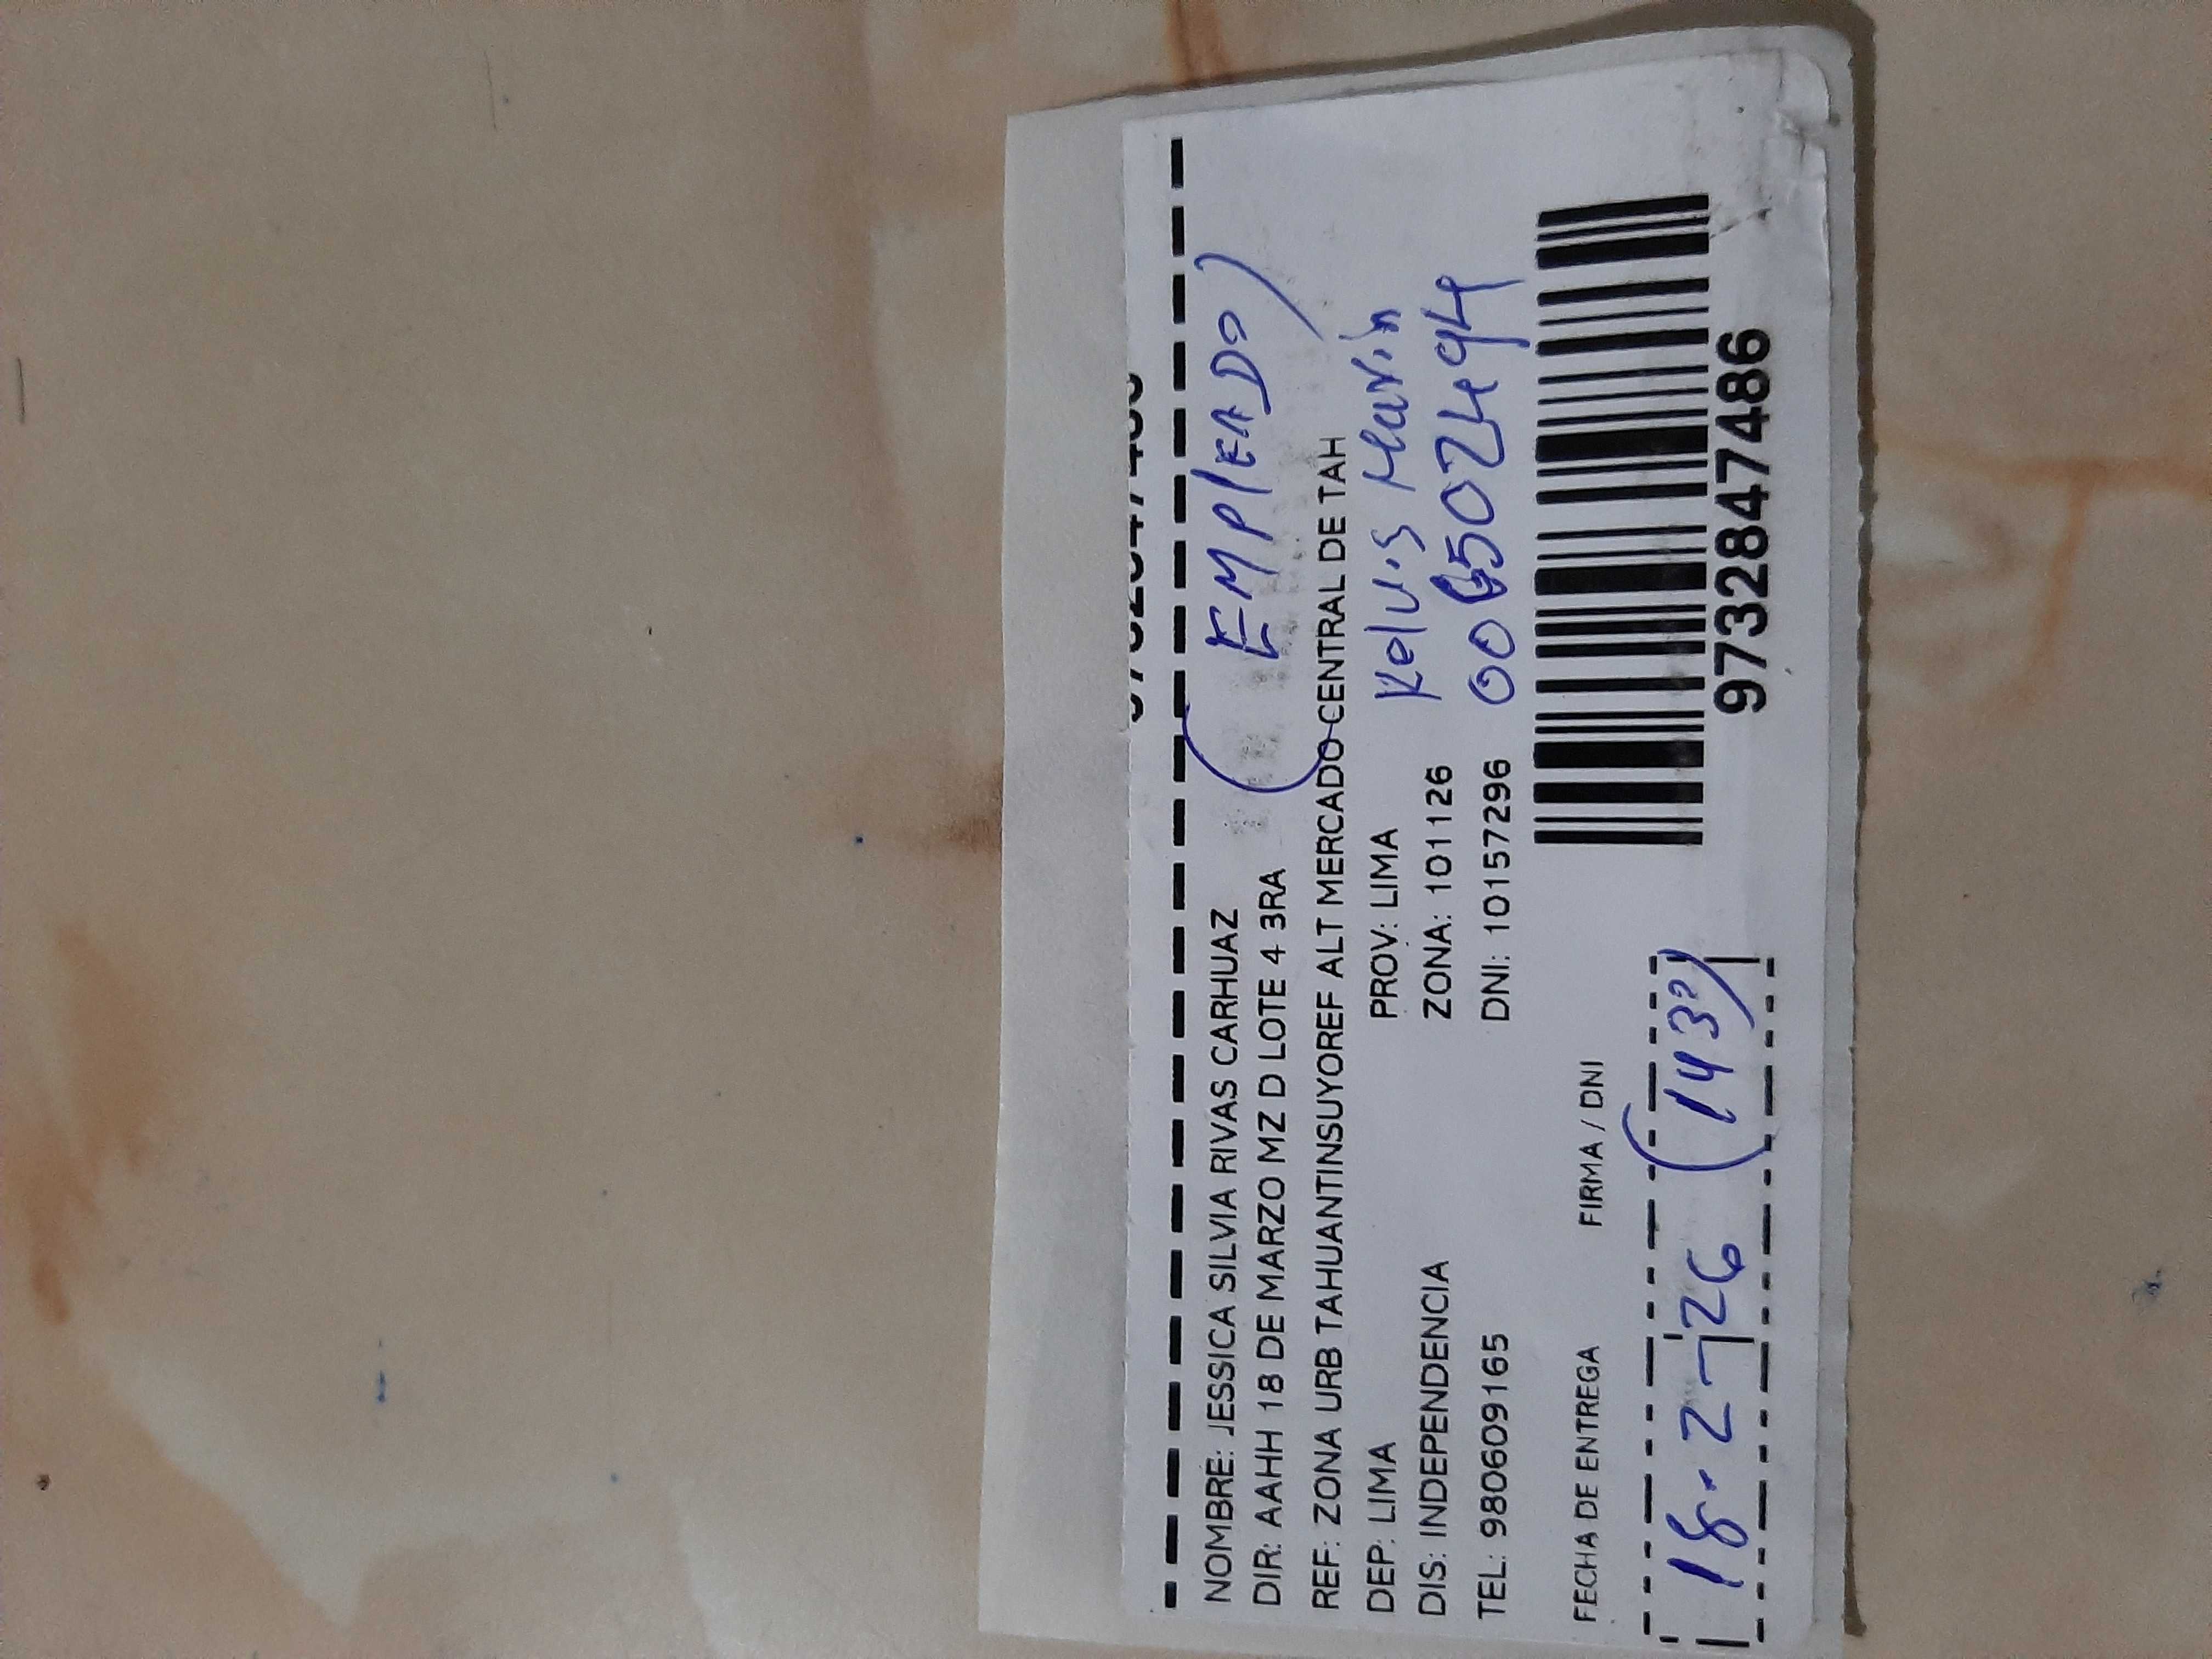 (EMPlEADO)
NOMBRE: JESSICA SILVIA RIVAS CARHUAZ
DIR: AAHH 18 DE MARZO MZ D LOTE 4 3RA
REF: ZONA URB TAHUANTINSUYOREF ALT MERCADO CENTRAL DE TAH
DEP: LIMA PROV: LIMA
Kelvis Marin
DIS: INDEPENDENCIA ZONA: 101126
TEL: 980609165 DNI: 10157296
FECHA DE ENTREGA FIRMA / DNI
18-2-26
9732847486